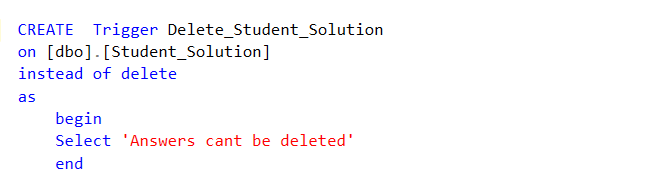 CREATE  Trigger Delete_Student_Solution
on [dbo].[Student_Solution]
instead of delete
as
    begin
    Select 'Answers cant be deleted'
    end